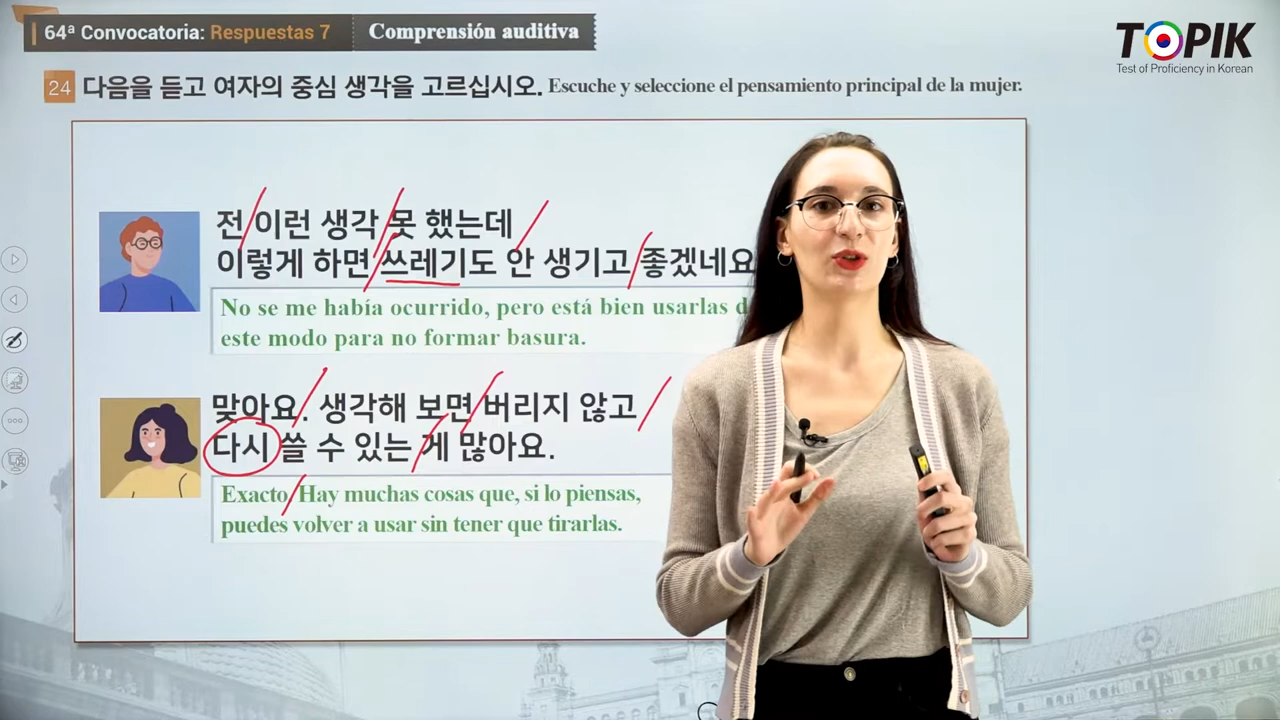 64ª Convocatoria: Respuestas 7
Comprensión auditiva
TOPIK
Test of Proficiency in Korean
24 다음을 듣고 여자의 중심 생각을 고르십시오. Escuche y seleccione el pensamiento principal de la mujer.
전 이런 생각 못 했는데
이렇게 하면 쓰레기도 안 생기고 좋겠네요
No se me había ocurrido, pero está bien usarlas
este modo para no formar basura.
맞아요. 생각해 보면 버리지 않고
다시 쓸 수 있는 게 많아요.
Exacto Hay muchas cosas que, si lo piensas,
puedes volver a usar sin tener que tirarlas.